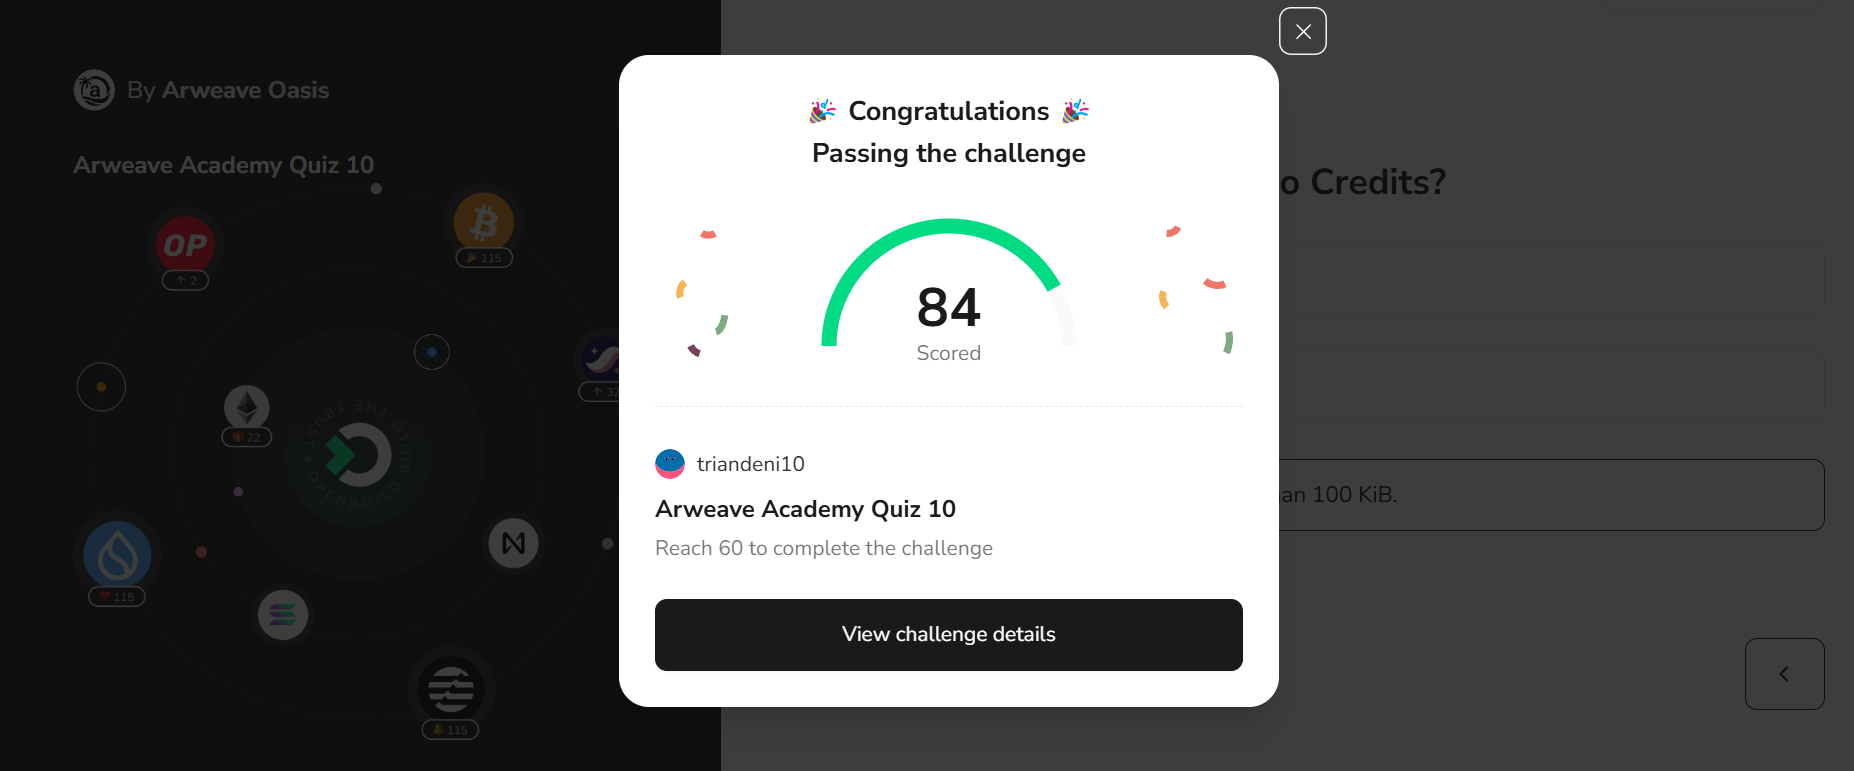 By Arweave Oasis
Arweave Academy Quiz 10
OP
↑ 2
115
↑ 32
22
BUILD THE TRUST
OPENBUILD
115
115
Congratulations
Passing the challenge
84
Scored
triandeni10
Arweave Academy Quiz 10
Reach 60 to complete the challenge
View challenge details
o Credits?
an 100 KiB.